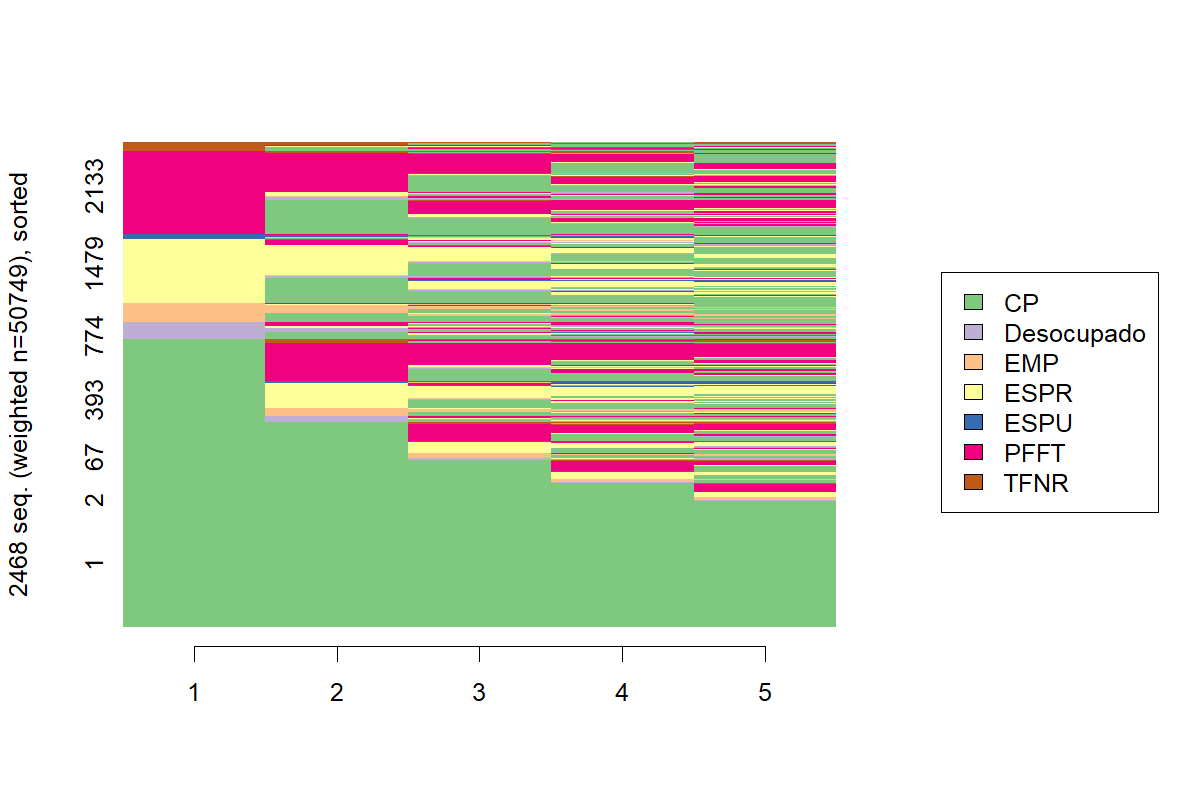 2468 seq. (weighted n=50749), sorted
2133
1479
774
393
67
2
1
1 2 3 4 5
CP
Desocupado
EMP
ESPR
ESPU
PFFT
TFNR